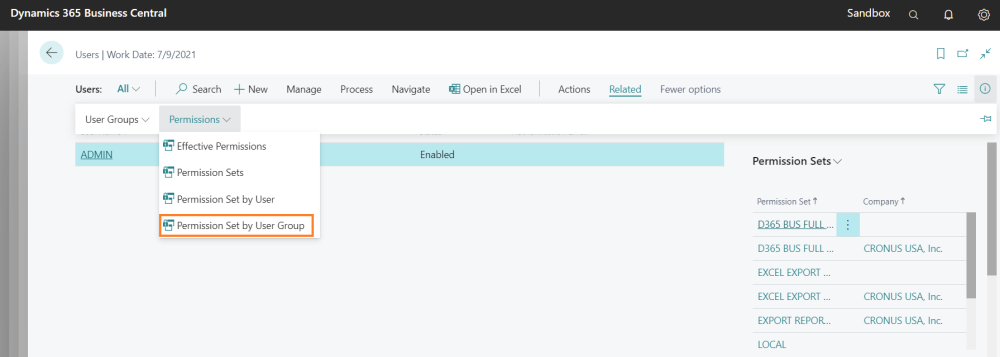 Dynamics 365 Business Central
Sandbox
Users | Work Date: 7/9/2021
Users: All Search + New Manage Process Navigate Open in Excel Actions Related Fewer options
User Groups Permissions
Effective Permissions
ADMIN Enabled
Permission Sets
Permission Set by User
Permission Set by User Group
Permission Sets
Permission Set ↑ Company ↑
D365 BUS FULL ...
D365 BUS FULL ... CRONUS USA, Inc.
EXCEL EXPORT ...
EXCEL EXPORT ... CRONUS USA, Inc.
EXPORT REPOR... CRONUS USA, Inc.
LOCAL